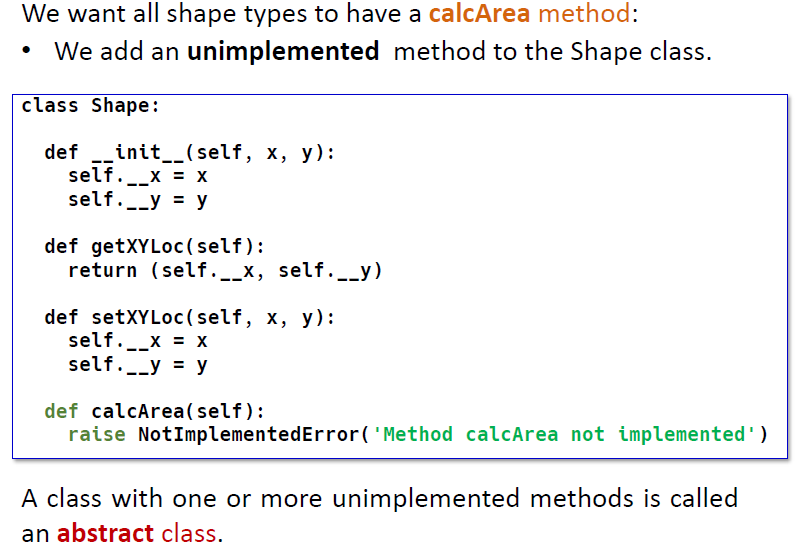 We want all shape types to have a calcArea method:
• We add an unimplemented method to the Shape class.
class Shape:
def __init__(self, x, y):
self.__x = x
self.__y = y
def getXYLoc(self):
return (self.__x, self.__y)
def setXYLoc(self, x, y):
self.__x = x
self.__y = y
def calcArea(self):
raise NotImplementedError('Method calcArea not implemented')
A class with one or more unimplemented methods is called
an abstract class.